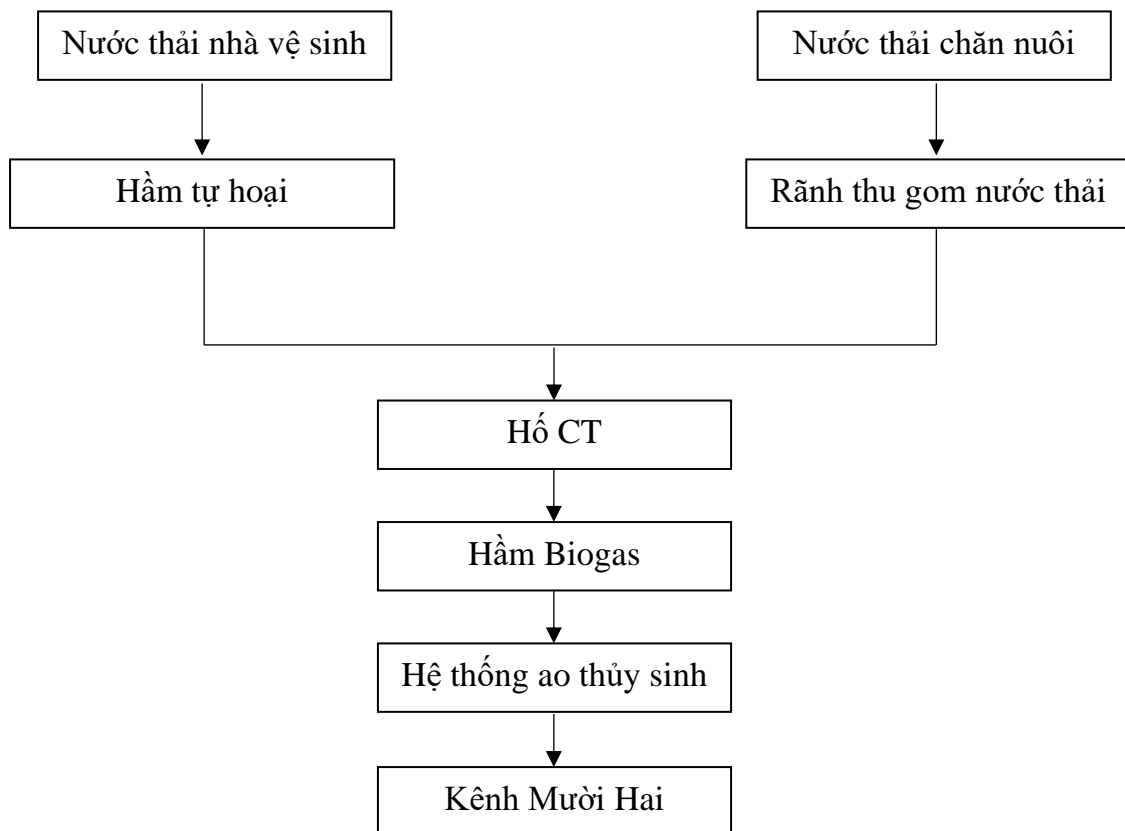 Nước thải nhà vệ sinh
Nước thải chăn nuôi
Hầm tự hoại
Rãnh thu gom nước thải
Hố CT
Hầm Biogas
Hệ thống ao thủy sinh
Kênh Mười Hai